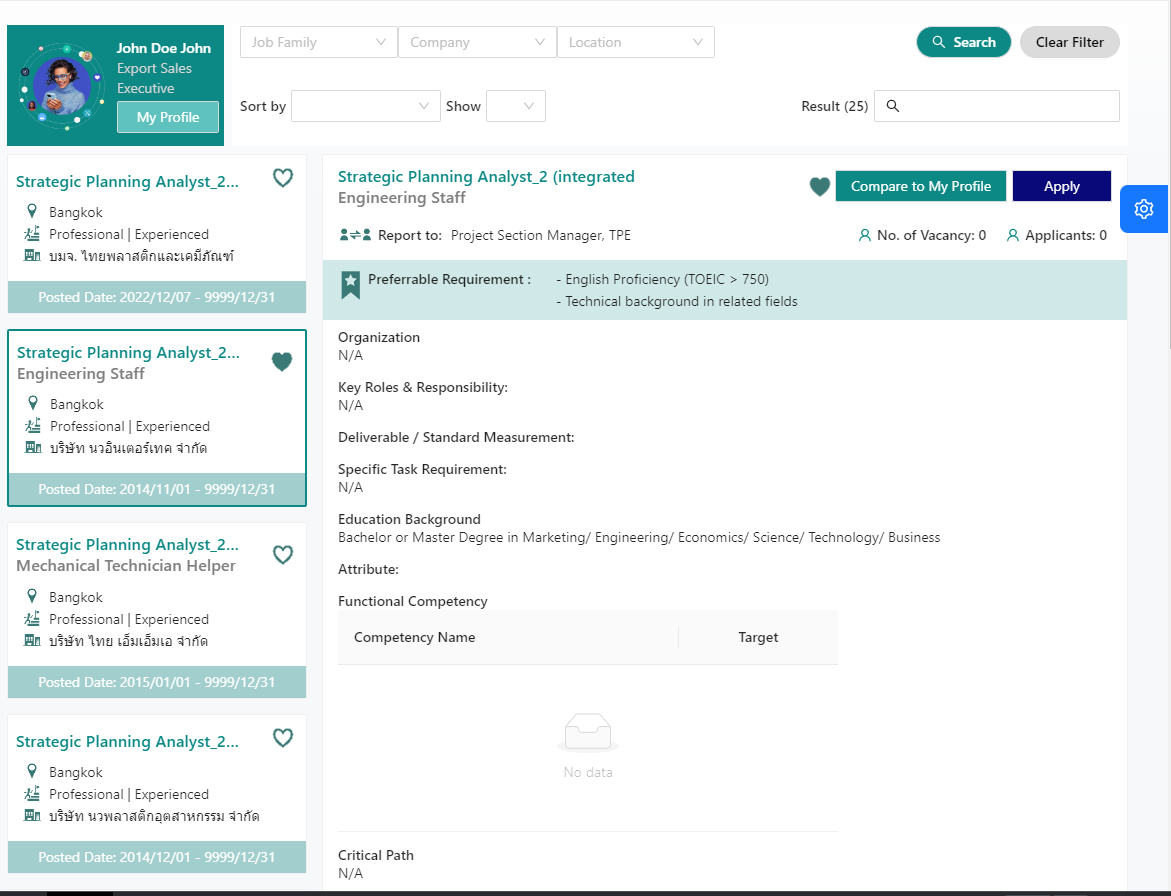 John Doe John
Export Sales
Executive
My Profile
Job Family
Company
Location
Search
Clear Filter
Sort by
Show
Result (25)
Strategic Planning Analyst_2...
Bangkok
Professional | Experienced
บมจ. ไทยพลาสติกและเคมีภัณฑ์
Posted Date: 2022/12/07 - 9999/12/31
Strategic Planning Analyst_2...
Engineering Staff
Bangkok
Professional | Experienced
บริษัท นวอินเตอร์เทค จำกัด
Posted Date: 2014/11/01 - 9999/12/31
Strategic Planning Analyst_2...
Mechanical Technician Helper
Bangkok
Professional | Experienced
บริษัท ไทย เอ็มเอ็มเอ จำกัด
Posted Date: 2015/01/01 - 9999/12/31
Strategic Planning Analyst_2...
Bangkok
Professional | Experienced
บริษัท นวพลาสติกอุตสาหกรรม จำกัด
Posted Date: 2014/12/01 - 9999/12/31
Strategic Planning Analyst_2 (integrated
Engineering Staff
Compare to My Profile
Apply
Report to: Project Section Manager, TPE
No. of Vacancy: 0
Applicants: 0
Preferrable Requirement : - English Proficiency (TOEIC > 750)
- Technical background in related fields
Organization
N/A
Key Roles & Responsibility:
N/A
Deliverable / Standard Measurement:
Specific Task Requirement:
N/A
Education Background
Bachelor or Master Degree in Marketing/ Engineering/ Economics/ Science/ Technology/ Business
Attribute:
Functional Competency
Competency Name Target
No data
Critical Path
N/A